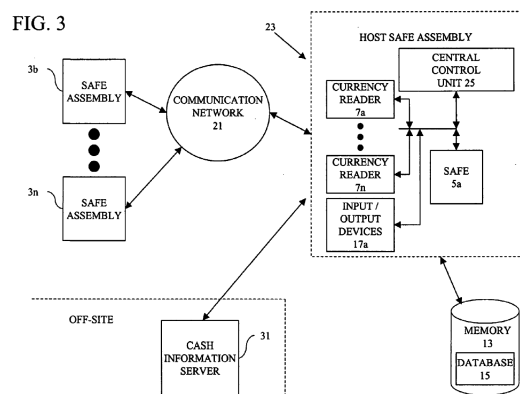 FIG. 3
23
HOST SAFE ASSEMBLY
3b
SAFE
ASSEMBLY
COMMUNICATION
NETWORK
21
CENTRAL
CONTROL
UNIT 25
CURRENCY
READER
7a
3n
SAFE
ASSEMBLY
CURRENCY
READER
7n
SAFE
5a
INPUT /
OUTPUT
DEVICES
17a
OFF-SITE
CASH
INFORMATION
SERVER
31
MEMORY
13
DATABASE
15